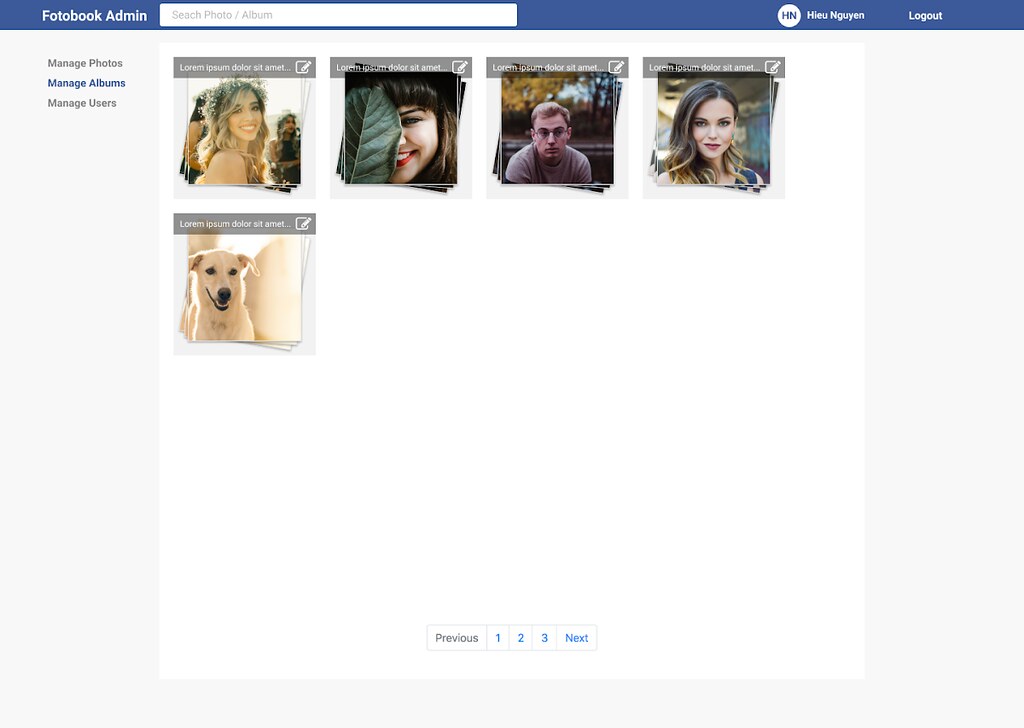 Fotobook Admin
Seach Photo / Album
HN
Hieu Nguyen
Logout
Manage Photos
Manage Albums
Manage Users
Lorem ipsum dolor sit amet...
Lorem ipsum dolor sit amet...
Lorem ipsum dolor sit amet...
Lorem ipsum dolor sit amet...
Lorem ipsum dolor sit amet...
Previous 1 2 3 Next